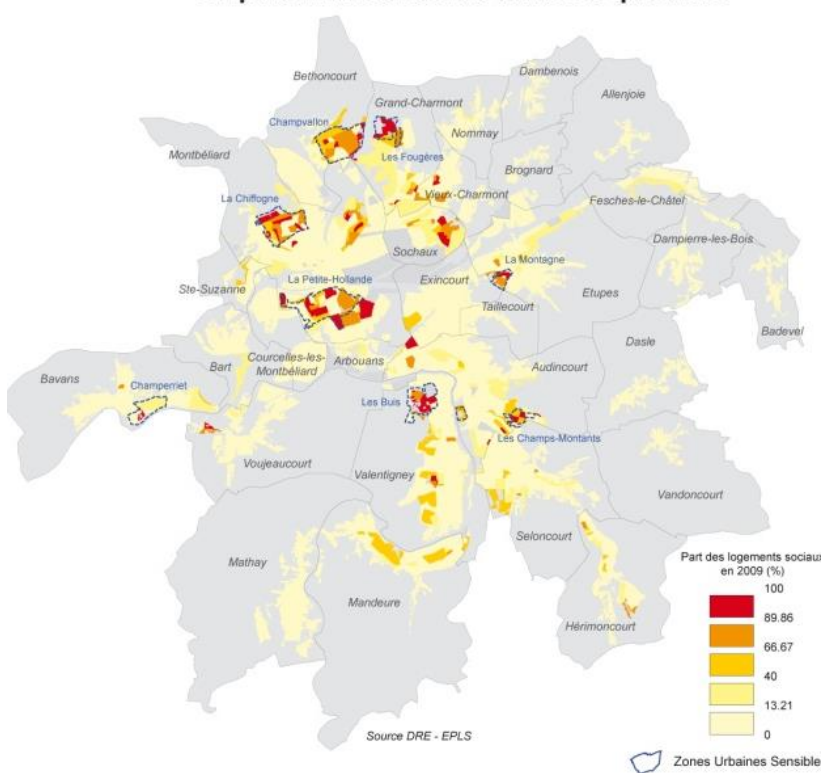 Dambenois
Bethoncourt
Allenjoie
Grand-Charmont
Champvallon
Nommay
Montbéliard
Les Fougères
Brognard
Vieux-Charmont
La Chiffogne
Fesches-le-Châtel
Sochaux
Dampierre-les-Bois
La Montagne
La Petite-Hollande
Exincourt
Ste-Suzanne
Etupes
Taillecourt
Badevel
Dasle
Courcelles-les-
Montbéliard
Arbouans
Bart
Audincourt
Bavans
Champerriet
Les Buis
Les Champs-Montants
Voujeaucourt
Valentigney
Vandoncourt
Seloncourt
Mathay
Mandeure
Hérimoncourt
Part des logements sociaux
en 2009 (%)
100
89.86
66.67
40
13.21
0
Source DRE - EPLS
Zones Urbaines Sensible